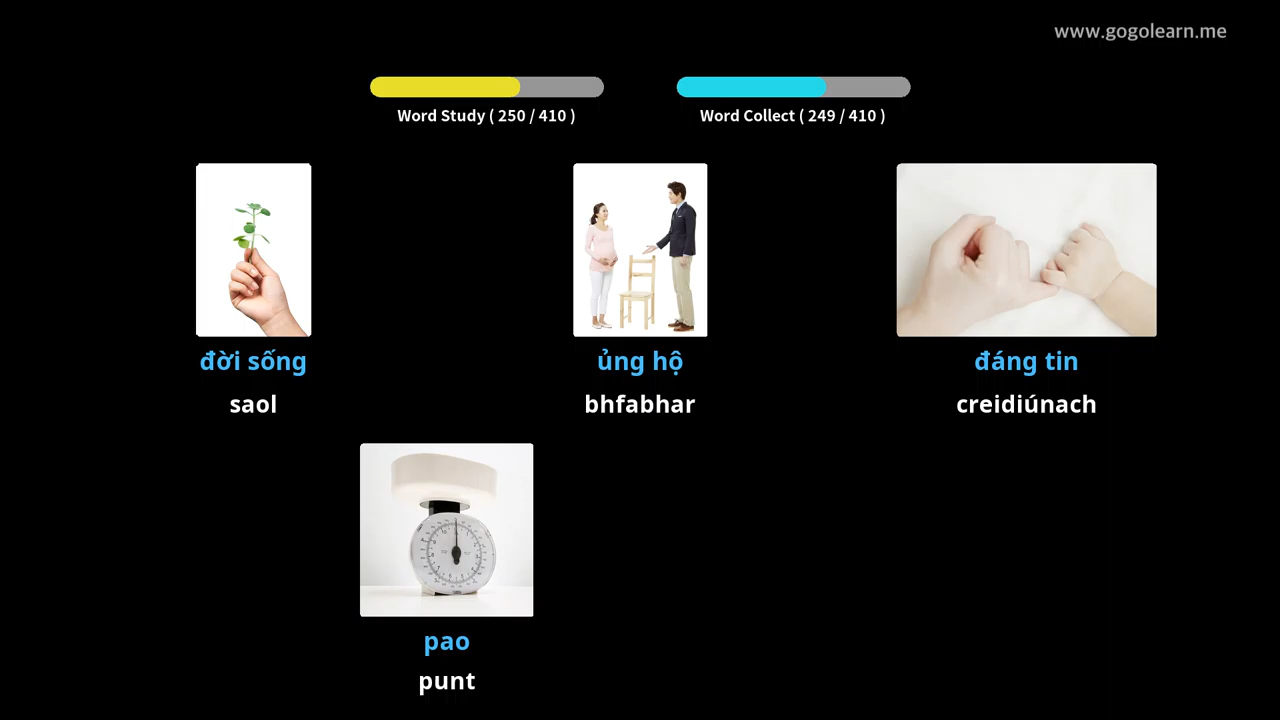 www.gogolearn.me
Word Study ( 250 / 410 )
Word Collect ( 249 / 410 )
đời sống
saol
ủng hộ
bhfabhar
đáng tin
creidiúnach
pao
punt